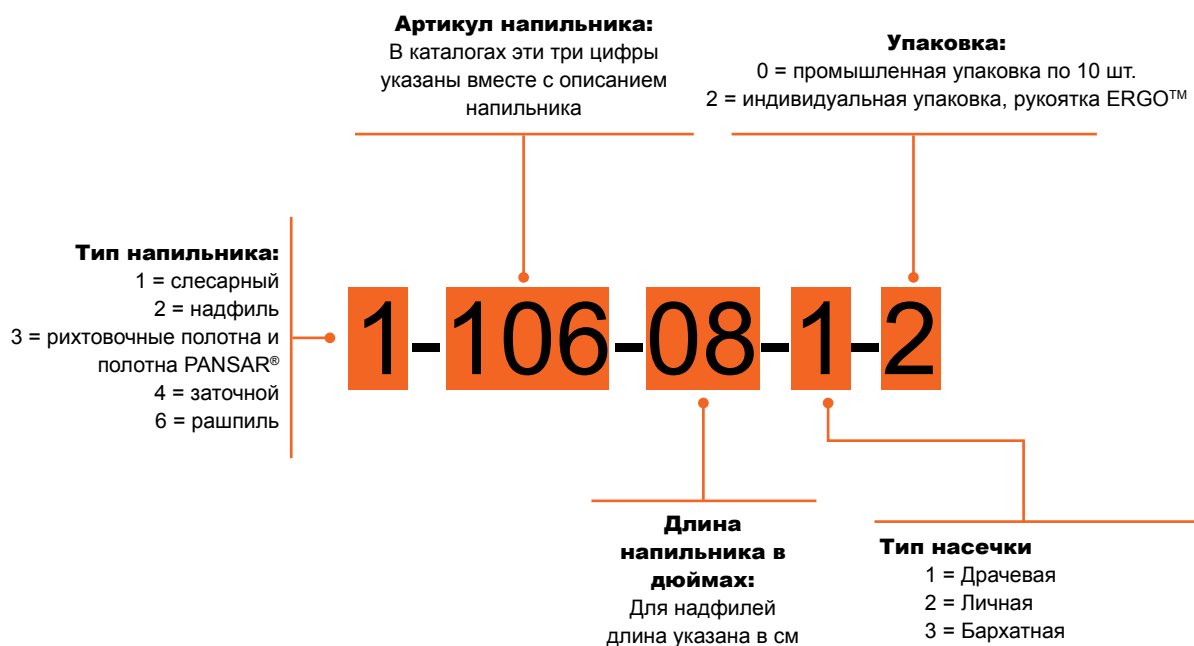 Артикул напильника:
В каталогах эти три цифры
указаны вместе с описанием
напильника
Упаковка:
0 = промышленная упаковка по 10 шт.
2 = индивидуальная упаковка, рукоятка ERGO™
Тип напильника:
1 = слесарный
2 = надфиль
3 = рихтовочные полотна и
полотна PANSAR®
4 = заточной
6 = рашпиль
1-106-08-1-2
Длина
напильника в
дюймах:
Для надфилей
длина указана в см
Тип насечки
1 = Драчевая
2 = Личная
3 = Бархатная